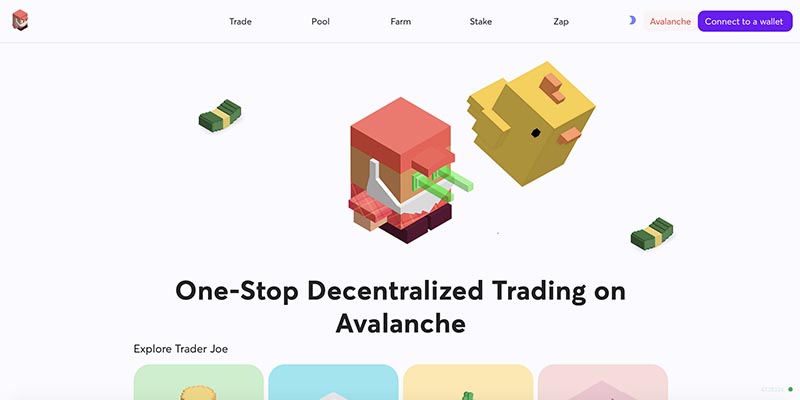 Trade Pool Farm Stake Zap Avalanche Connect to a wallet
One-Stop Decentralized Trading on
Avalanche
Explore Trader Joe